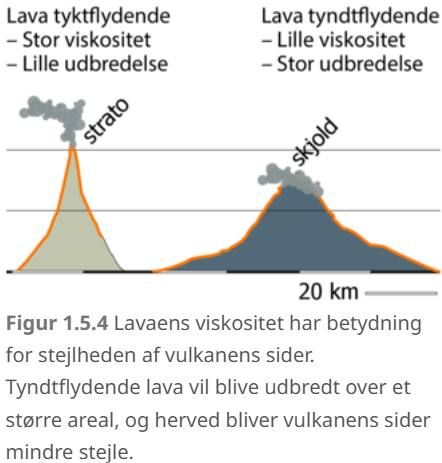 Lava tyktflydende
– Stor viskositet
– Lille udbredelse
Lava tyndtflydende
– Lille viskositet
– Stor udbredelse
strato
skjold
20 km
Figur 1.5.4 Lavaens viskositet har betydning
for stejlheden af vulkanens sider.
Tyndtflydende lava vil blive udbredt over et
større areal, og herved bliver vulkanens sider
mindre stejle.